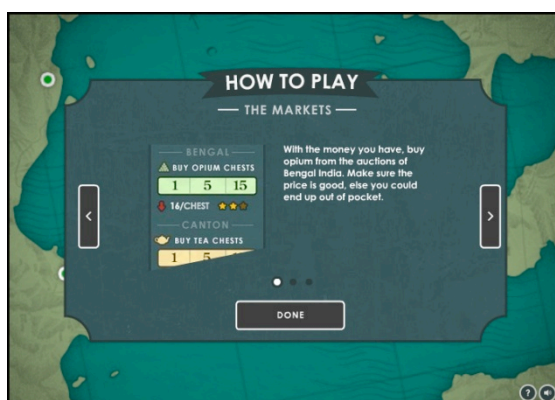 HOW TO PLAY
THE MARKETS
BENGAL
BUY OPIUM CHESTS
1 5 15
16/CHEST
CANTON
BUY TEA CHESTS
1 5
With the money you have, buy
opium from the auctions of
Bengal India. Make sure the
price is good, else you could
end up out of pocket.
<
>
DONE
?